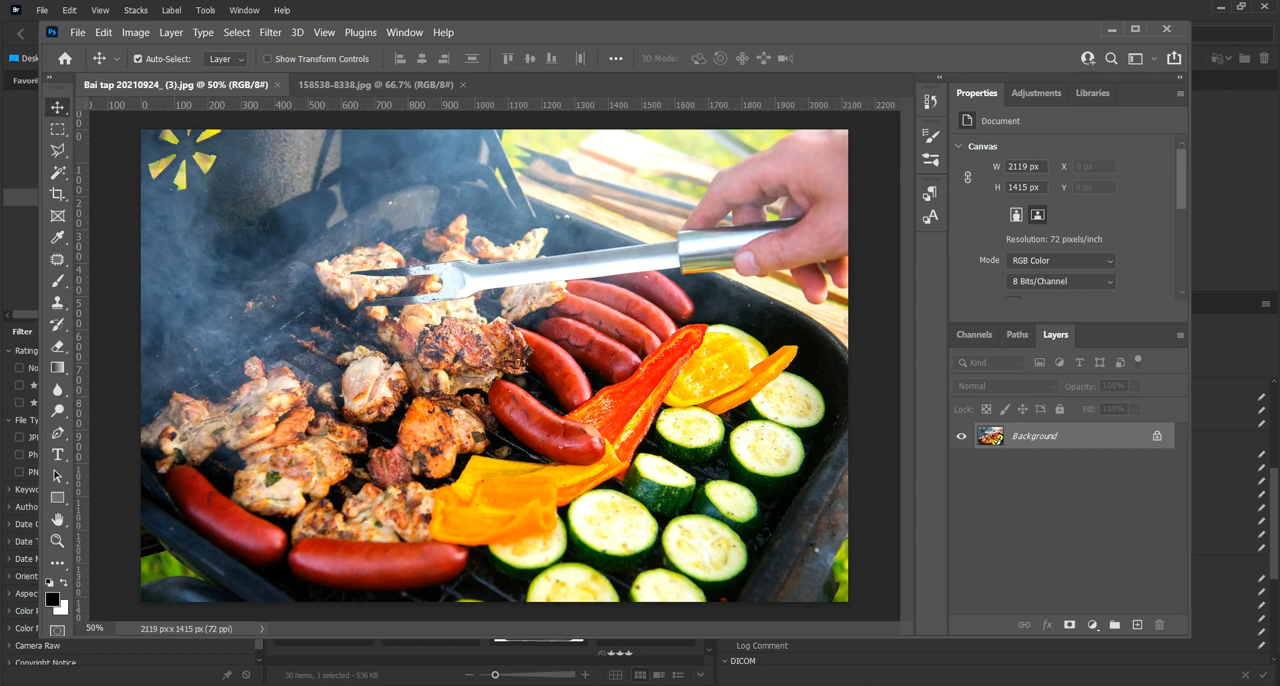 Br File Edit View Stacks Label Tools Window Help
Ps File Edit Image Layer Type Select Filter 3D View Plugins Window Help
Desk
Favorit
Auto-Select: Layer Show Transform Controls 3D Mode:
Bai tap 20210924_ (3).jpg @ 50% (RGB/8#) × 158538-8338.jpg @ 66.7% (RGB/8#) ×
100 0 100 200 300 400 500 600 700 800 900 1000 1100 1200 1300 1400 1500 1600 1700 1800 1900 2000 2100 2200
Properties Adjustments Libraries
Document
Canvas
W 2119 px X 0 px
H 1415 px Y 0 px
Resolution: 72 pixels/inch
Mode RGB Color
8 Bits/Channel
Channels Paths Layers
Kind
Normal Opacity: 100%
Lock: Fill: 100%
Background
Filter
Rating
No
File Ty
JPI
Ph
PN
Keywo
Autho
Date C
Date T
Date M
Orient
Aspec
Color P
Color M
Camera Raw
Copyright Notice
50% 2119 px x 1415 px (72 ppi)
30 items, 1 selected - 536 KB
Log Comment
DICOM